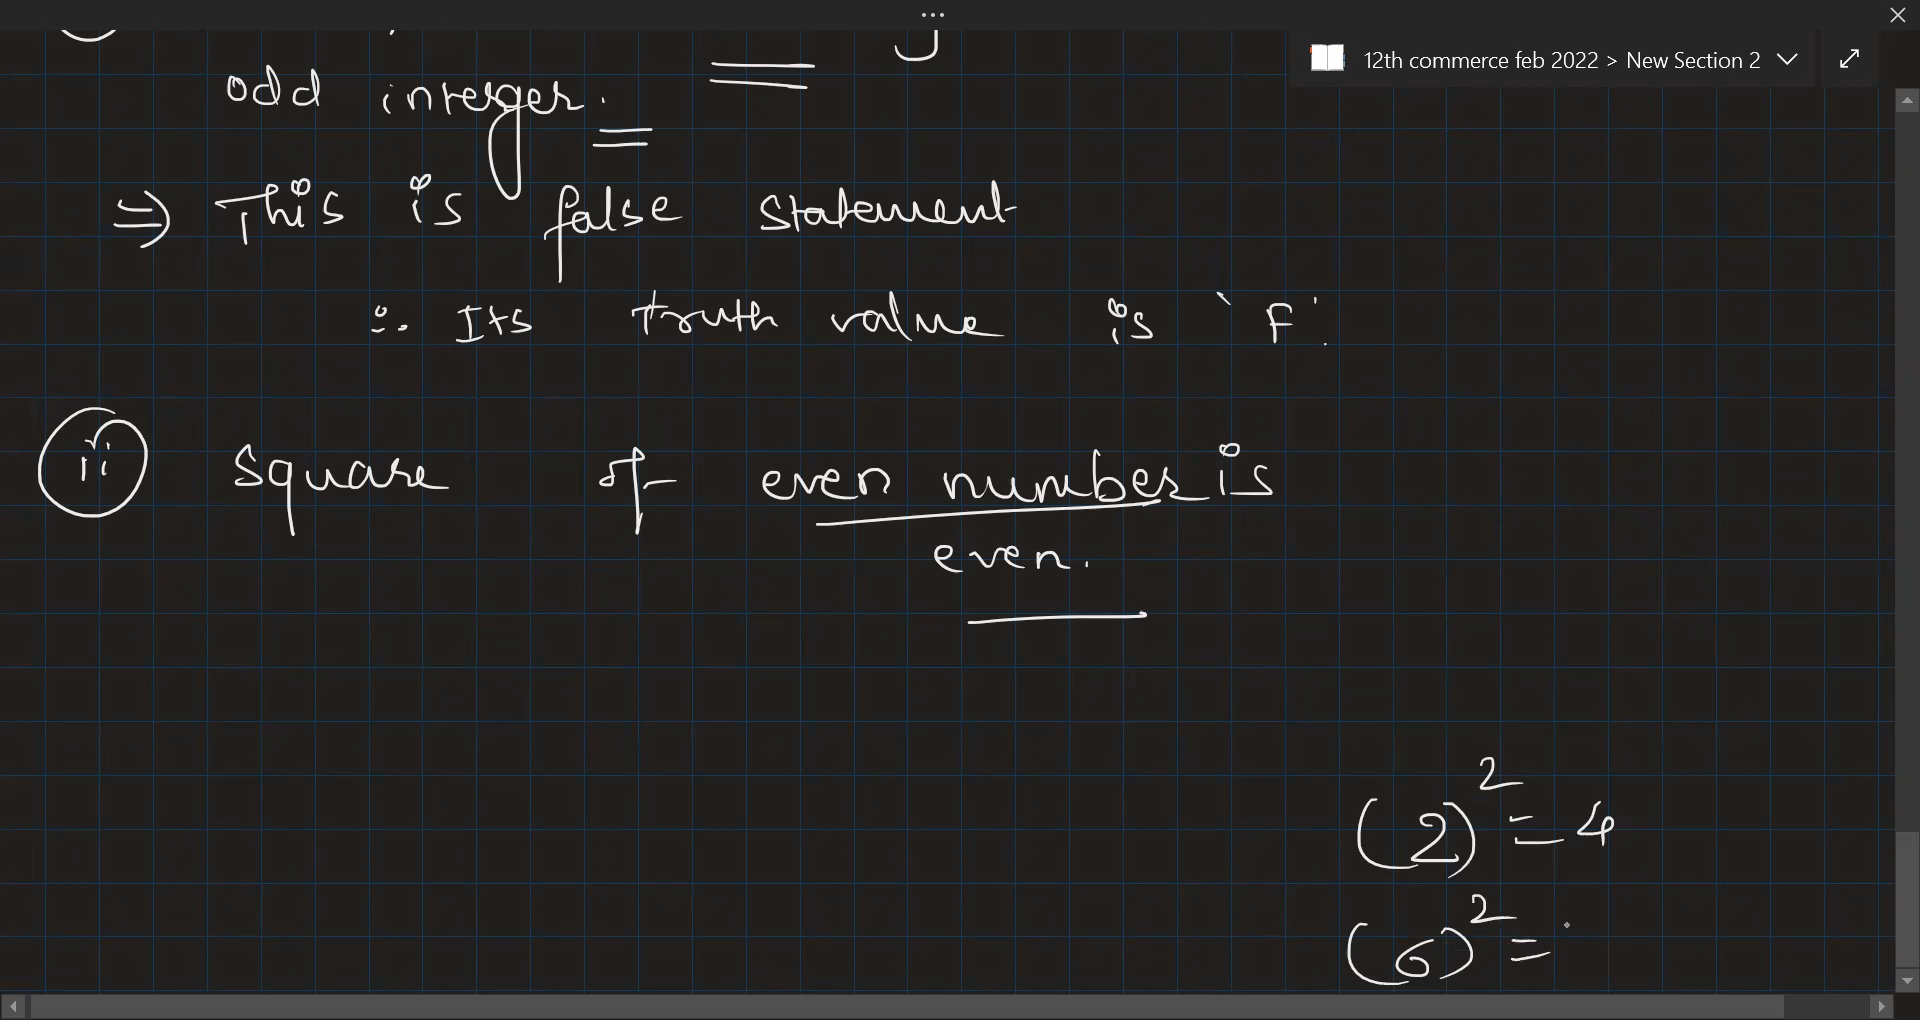 12th commerce feb 2022 > New Section 2
odd interger.
⇒ This is false statement
∴ Its truth value is 'F'.
ii Square of even number is
even.
(2)² = 4
(6)² =